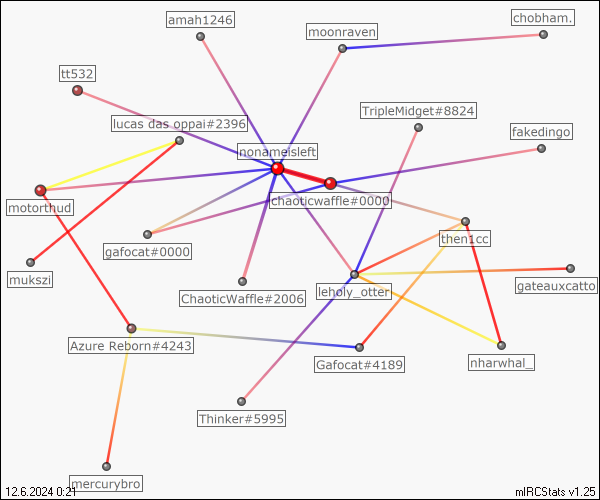 amah1246
chobham.
moonraven
tt532
TripleMidget#8824
lucas das oppai#2396
fakedingo
nonameisleft
chaoticwaffle#0000
motorthud
then1cc
gafocat#0000
mukszi
gateauxcatto
leholy_otter
ChaoticWaffle#2006
Azure Reborn#4243
Gafocat#4189
nharwhal_
Thinker#5995
mercurybro
12.6.2024 0:21
mIRCStats v1.25